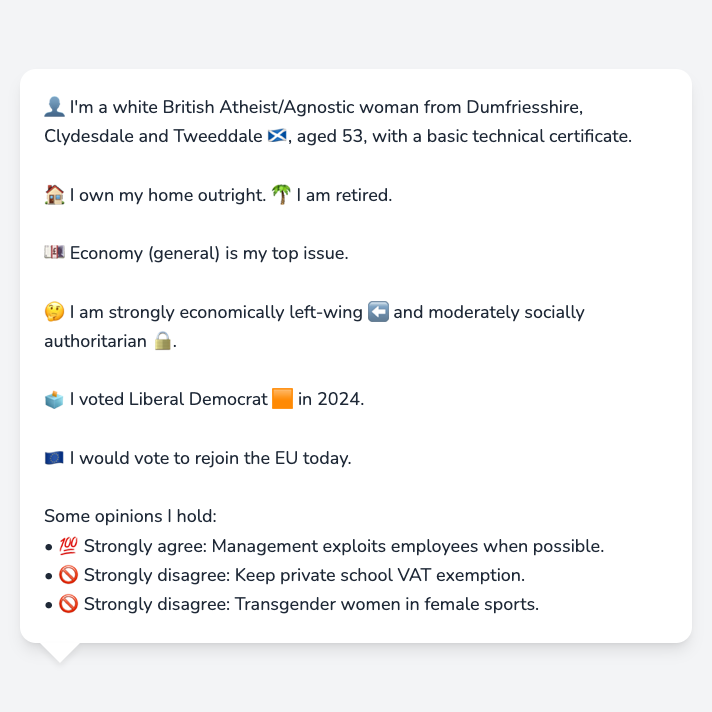 👤 I'm a white British Atheist/Agnostic woman from Dumfriesshire,
Clydesdale and Tweeddale 🏴󠁧󠁢󠁳󠁣󠁴󠁿, aged 53, with a basic technical certificate.
🏠 I own my home outright. 🌴 I am retired.
💷 Economy (general) is my top issue.
🤔 I am strongly economically left-wing ⬅️ and moderately socially
authoritarian 🔒.
🗳️ I voted Liberal Democrat 🟧 in 2024.
🇪🇺 I would vote to rejoin the EU today.
Some opinions I hold:
• 💯 Strongly agree: Management exploits employees when possible.
• 🚫 Strongly disagree: Keep private school VAT exemption.
• 🚫 Strongly disagree: Transgender women in female sports.